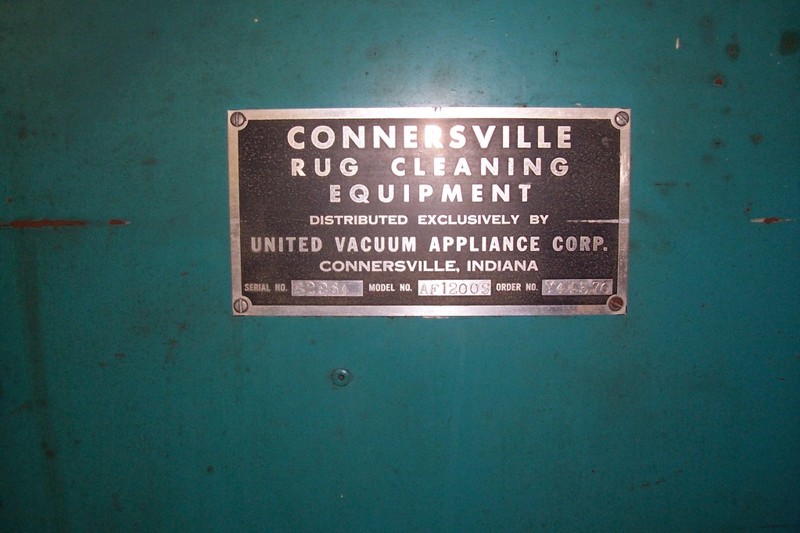 CONNERSVILLE
RUG CLEANING
EQUIPMENT
DISTRIBUTED EXCLUSIVELY BY
UNITED VACUUM APPLIANCE CORP.
CONNERSVILLE, INDIANA
SERIAL NO. MODEL NO. AF1200S ORDER NO.